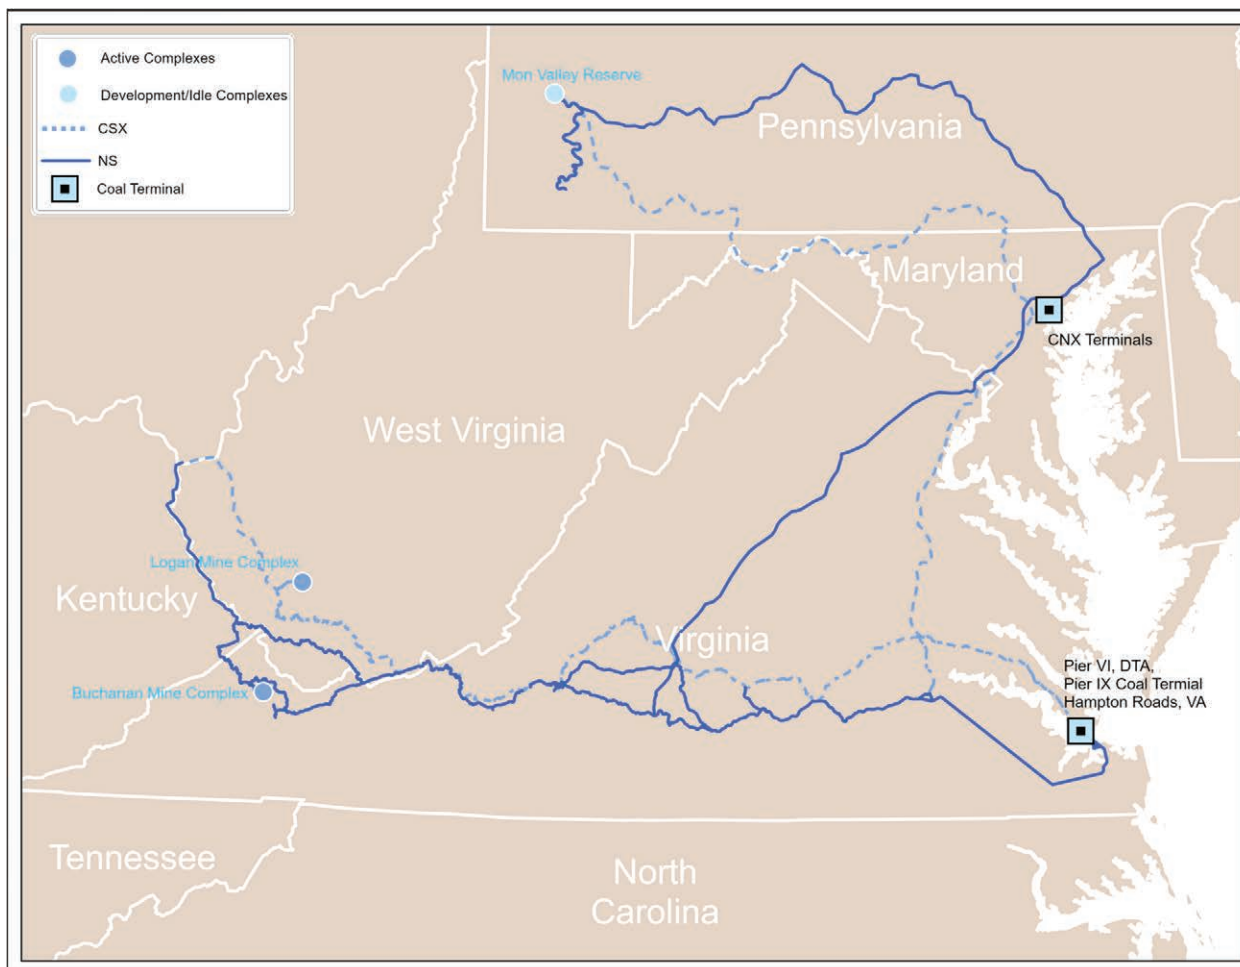 Active Complexes
Development/Idle Complexes
CSX
NS
Coal Terminal
Mon Valley Reserve
Pennsylvania
Maryland
CNX Terminals
West Virginia
Logan Mine Complex
Kentucky
Virginia
Pier VI, DTA,
Pier IX Coal Termial
Hampton Roads, VA
Buchanan Mine Complex
Tennessee
North
Carolina